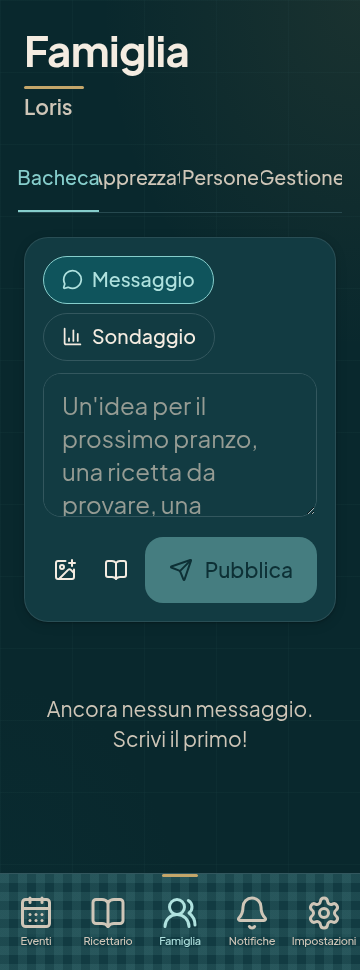 Famiglia
Loris
Bacheca pprezzat Persone Gestione
Messaggio
Sondaggio
Un'idea per il
prossimo pranzo,
una ricetta da
provare, una
Pubblica
Ancora nessun messaggio.
Scrivi il primo!
Eventi Ricettario Famiglia Notifiche Impostazioni